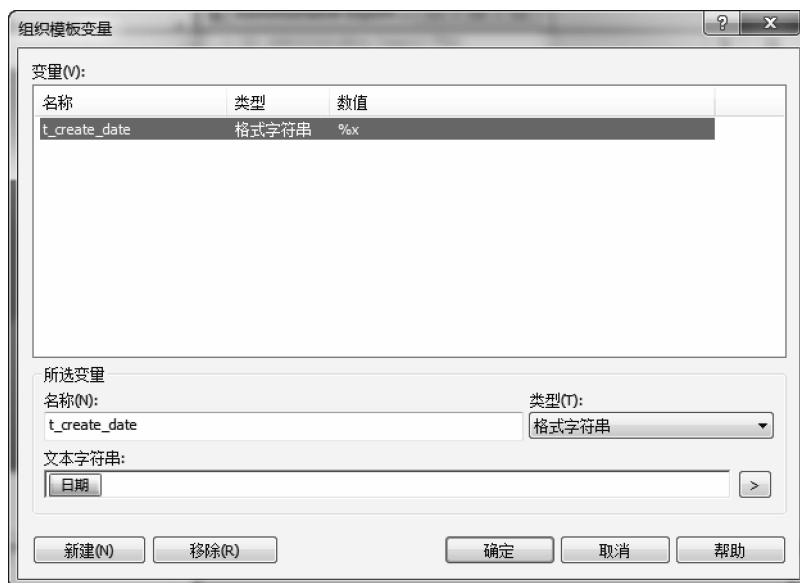 组织模板变量
变量(V):
名称 类型 数值
t_create_date 格式字符串 %x
所选变量
名称(N): 类型(T):
t_create_date 格式字符串
文本字符串:
日期 >
新建(N) 移除(R) 确定 取消 帮助